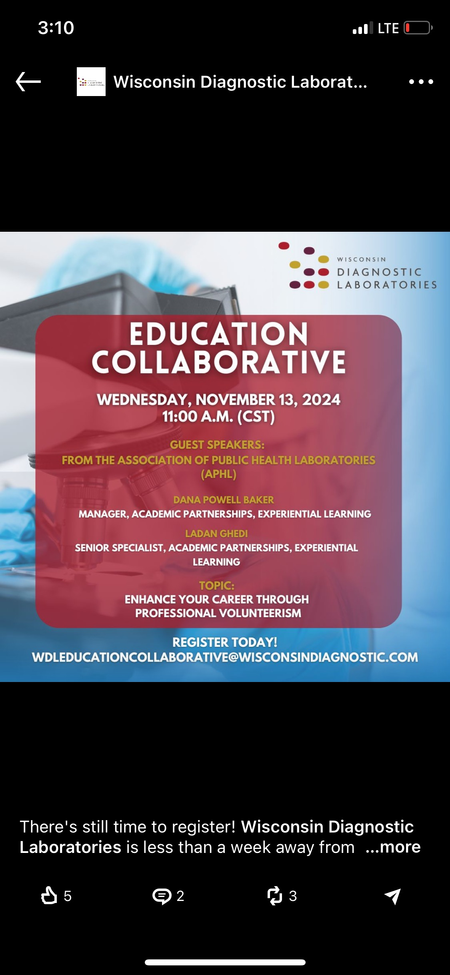 3:10
LTE
Wisconsin Diagnostic Laborat...
WISCONSIN
DIAGNOSTIC
LABORATORIES
EDUCATION
COLLABORATIVE
WEDNESDAY, NOVEMBER 13, 2024
11:00 A.M. (CST)
GUEST SPEAKERS:
FROM THE ASSOCIATION OF PUBLIC HEALTH LABORATORIES
(APHL)
DANA POWELL BAKER
MANAGER, ACADEMIC PARTNERSHIPS, EXPERIENTIAL LEARNING
LADAN GHEDI
SENIOR SPECIALIST, ACADEMIC PARTNERSHIPS, EXPERIENTIAL
LEARNING
TOPIC:
ENHANCE YOUR CAREER THROUGH
PROFESSIONAL VOLUNTEERISM
REGISTER TODAY!
WDLEDUCATIONCOLLABORATIVE@WISCONSINDIAGNOSTIC.COM
There's still time to register! Wisconsin Diagnostic
Laboratories is less than a week away from ...more
5
2
3